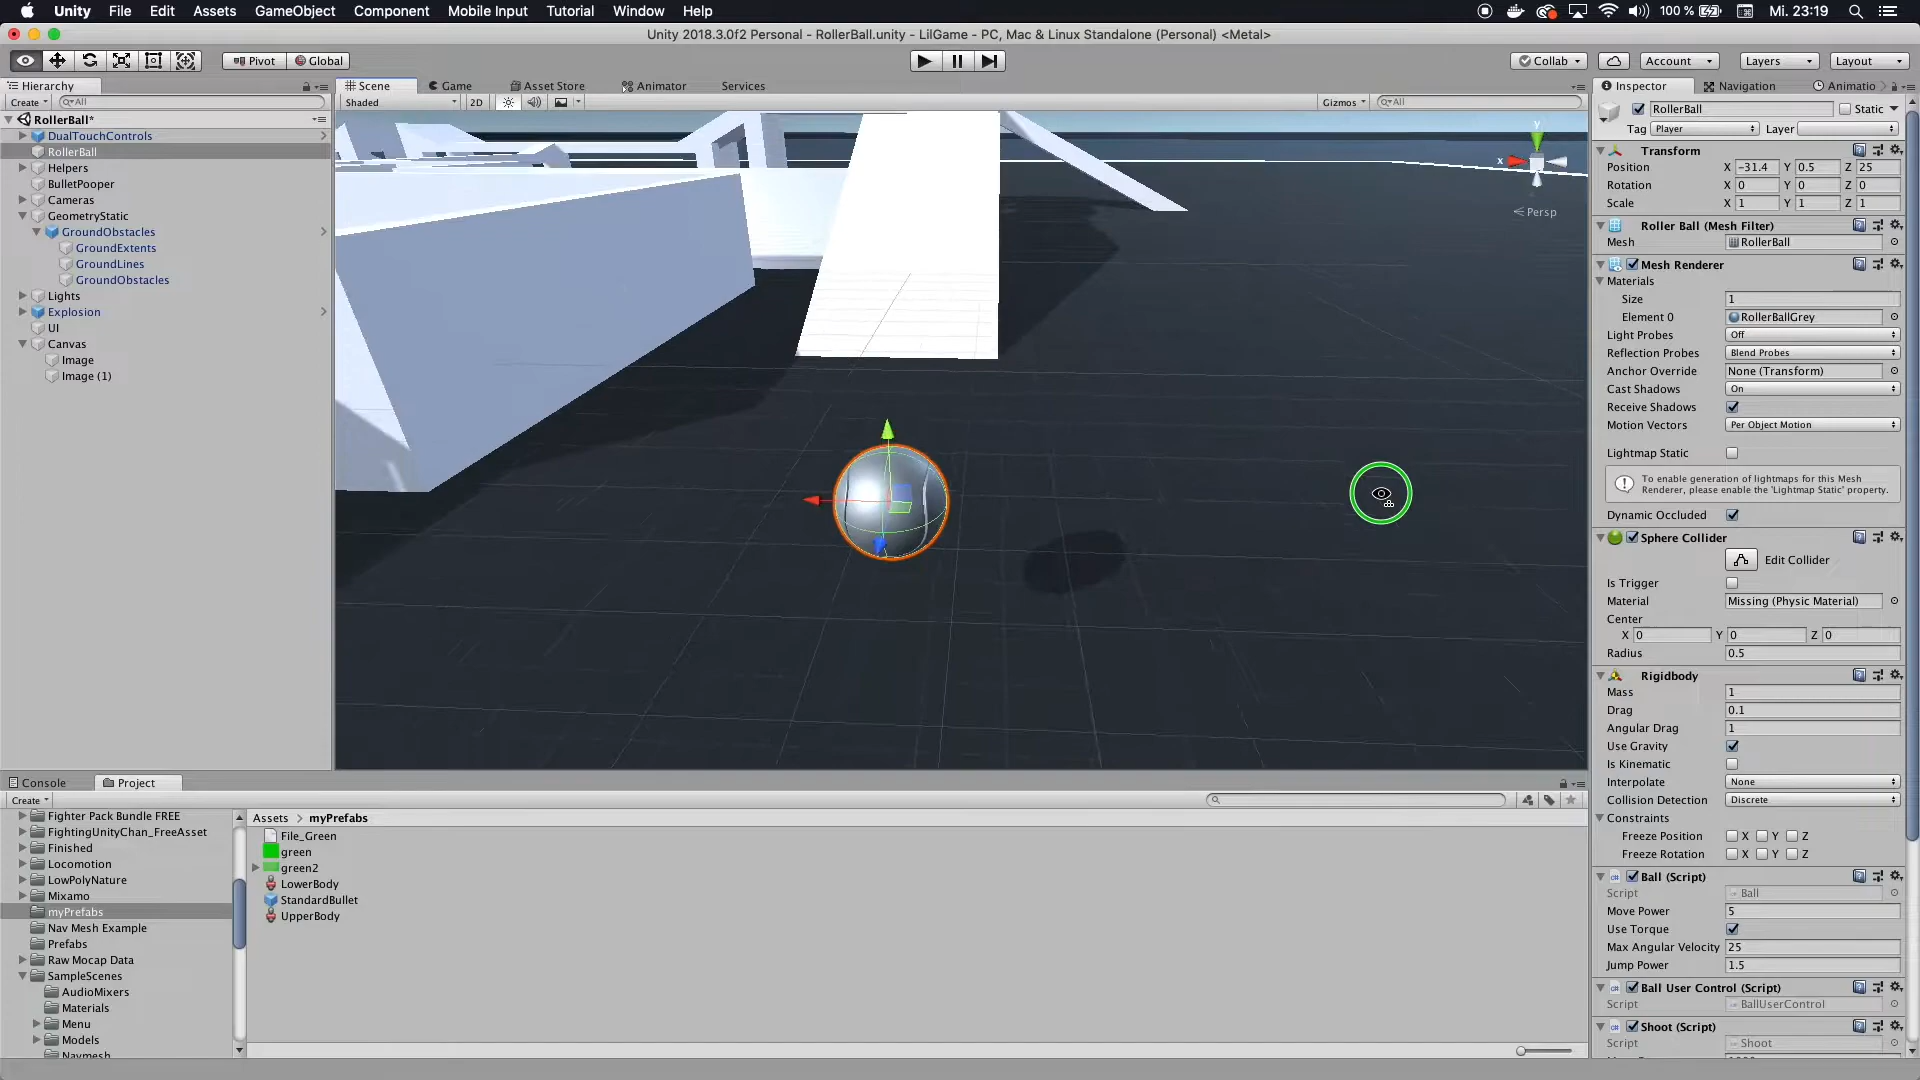 Unity File Edit Assets GameObject Component Mobile Input Tutorial Window Help 100 % Mi. 23:19
Unity 2018.3.0f2 Personal - RollerBall.unity - LilGame - PC, Mac & Linux Standalone (Personal) <Metal>
Pivot Global Collab Account Layers Layout
Hierarchy
Create All
RollerBall*
DualTouchControls
RollerBall
Helpers
BulletPooper
Cameras
GeometryStatic
GroundObstacles
GroundExtents
GroundLines
GroundObstacles
Lights
Explosion
UI
Canvas
Image
Image (1)
Scene Game Asset Store Animator Services
Shaded 2D Gizmos All
y
x
Persp
Inspector Navigation Animatio
RollerBall Static
Tag Player Layer
Transform
Position X -31.4 Y 0.5 Z 25
Rotation X 0 Y 0 Z 0
Scale X 1 Y 1 Z 1
Roller Ball (Mesh Filter)
Mesh RollerBall
Mesh Renderer
Materials
Size 1
Element 0 RollerBallGrey
Light Probes Off
Reflection Probes Blend Probes
Anchor Override None (Transform)
Cast Shadows On
Receive Shadows
Motion Vectors Per Object Motion
Lightmap Static
To enable generation of lightmaps for this Mesh
Renderer, please enable the 'Lightmap Static' property.
Dynamic Occluded
Sphere Collider
Edit Collider
Is Trigger
Material Missing (Physic Material)
Center
X 0 Y 0 Z 0
Radius 0.5
Rigidbody
Mass 1
Drag 0.1
Angular Drag 1
Use Gravity
Is Kinematic
Interpolate None
Collision Detection Discrete
Constraints
Freeze Position X Y Z
Freeze Rotation X Y Z
Ball (Script)
Script Ball
Move Power 5
Use Torque
Max Angular Velocity 25
Jump Power 1.5
Ball User Control (Script)
Script BallUserControl
Shoot (Script)
Script Shoot
Console Project
Create
Fighter Pack Bundle FREE
FightingUnityChan_FreeAsset
Finished
Locomotion
LowPolyNature
Mixamo
myPrefabs
Nav Mesh Example
Prefabs
Raw Mocap Data
SampleScenes
AudioMixers
Materials
Menu
Models
Navmesh
Assets > myPrefabs
File_Green
green
green2
LowerBody
StandardBullet
UpperBody